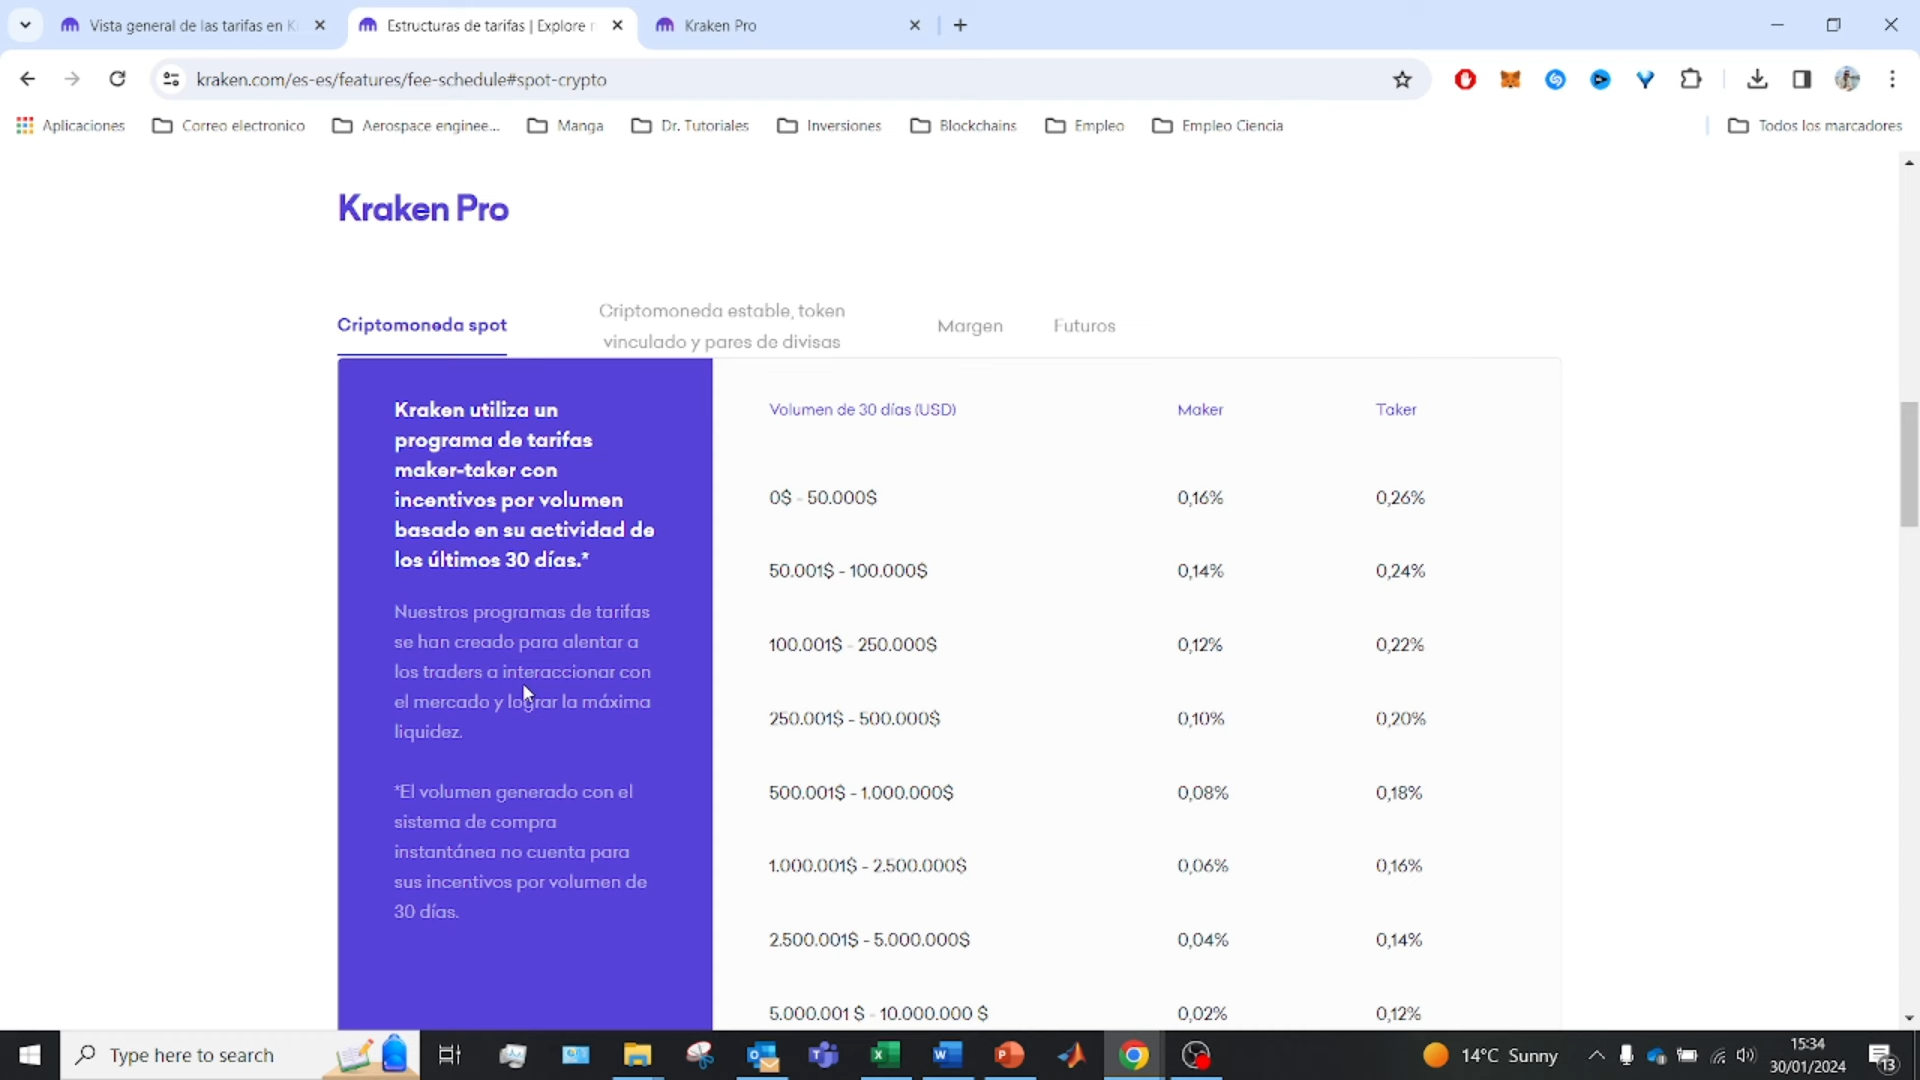 Vista general de las tarifas en K
Estructuras de tarifas | Explore
Kraken Pro
kraken.com/es-es/features/fee-schedule#spot-crypto
Aplicaciones
Correo electronico
Aerospace enginee...
Manga
Dr. Tutoriales
Inversiones
Blockchains
Empleo
Empleo Ciencia
Todos los marcadores
Kraken Pro
Criptomoneda spot
Criptomoneda estable, token
vinculado y pares de divisas
Margen
Futuros
Kraken utiliza un
programa de tarifas
maker-taker con
incentivos por volumen
basado en su actividad de
los últimos 30 días.*
Nuestros programas de tarifas
se han creado para alentar a
los traders a interaccionar con
el mercado y lograr la máxima
liquidez.
*El volumen generado con el
sistema de compra
instantánea no cuenta para
sus incentivos por volumen de
30 días.
Volumen de 30 días (USD) Maker Taker
0$ - 50.000$ 0,16% 0,26%
50.001$ - 100.000$ 0,14% 0,24%
100.001$ - 250.000$ 0,12% 0,22%
250.001$ - 500.000$ 0,10% 0,20%
500.001$ - 1.000.000$ 0,08% 0,18%
1.000.001$ - 2.500.000$ 0,06% 0,16%
2.500.001$ - 5.000.000$ 0,04% 0,14%
5.000.001 $ - 10.000.000 $ 0,02% 0,12%
Type here to search
14°C Sunny
15:34
30/01/2024
13